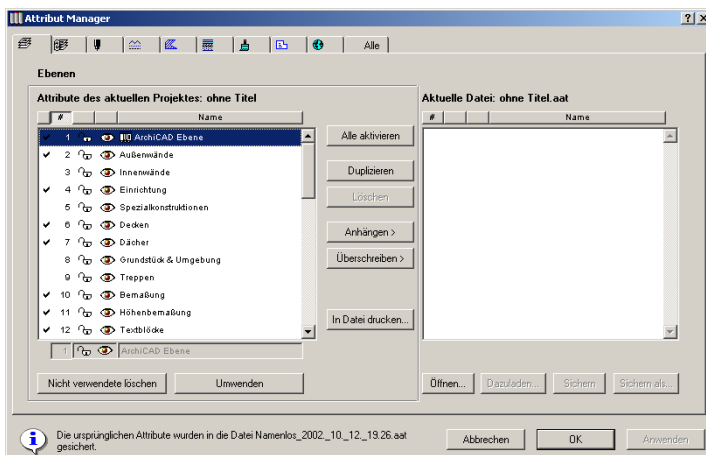 Attribut Manager
Alle
Ebenen
Attribute des aktuellen Projektes: ohne Titel
# Name
1 ArchiCAD Ebene
2 Außenwände
3 Innenwände
4 Einrichtung
5 Spezialkonstruktionen
6 Decken
7 Dächer
8 Grundstück & Umgebung
9 Treppen
10 Bemaßung
11 Höhenbemaßung
12 Textblöcke
1 ArchiCAD Ebene
Nicht verwendete löschen Umwenden
Alle aktivieren
Duplizieren
Löschen
Anhängen >
Überschreiben >
In Datei drucken...
Aktuelle Datei: ohne Titel.aat
# Name
Öffnen... Dazuladen... Sichern Sichern als...
Die ursprünglichen Attribute wurden in die Datei Namenlos_2002._10._12._19.26.aat
gesichert.
Abbrechen OK Anwenden